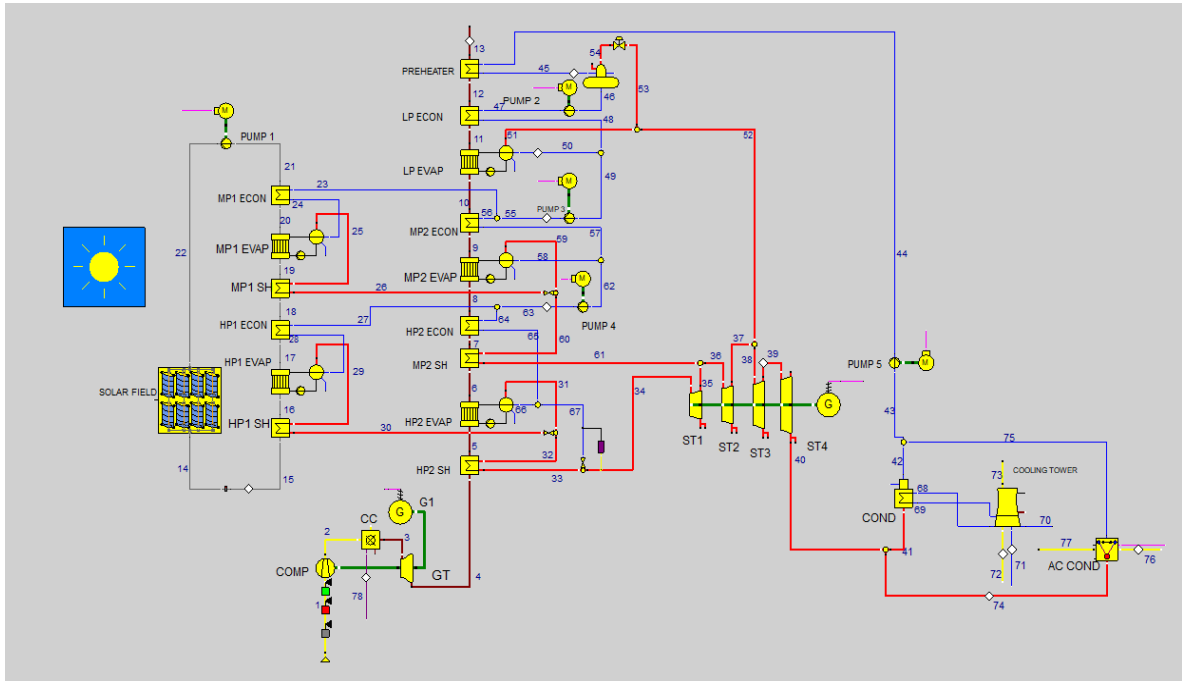 13
PREHEATER
45
54
M
53
46
12
47
PUMP 2
48
LP ECON
M
PUMP 1
11
51
52
50
LP EVAP
21
23
MP1 ECON
24
M
49
10
56
55
PUMP 3
MP2 ECON
57
20
25
MP1 EVAP
9
59
58
MP2 EVAP
M
22
19
MP1 SH
26
62
44
18
HP1 ECON
27
28
8
64
63
HP2 ECON
65
PUMP 4
7
60
MP2 SH
61
HP1 EVAP
17
29
36
37
38
39
35
PUMP 5
M
SOLAR FIELD
16
6
31
34
66
67
HP2 EVAP
G
HP1 SH
30
32
5
HP2 SH
33
ST1
ST2
ST3
ST4
40
43
42
75
14
15
COOLING TOWER
73
68
69
COND
70
G
G1
CC
2
3
COMP
GT
4
41
77
76
AC COND
71
72
74
78
1